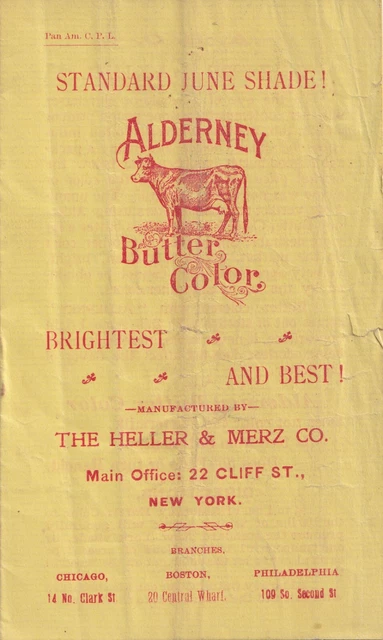 Pan Am. C. P. L.
STANDARD JUNE SHADE!
ALDERNEY
Butter
Color
BRIGHTEST
AND BEST!
—MANUFACTURED BY—
THE HELLER & MERZ CO.
Main Office: 22 CLIFF ST.,
NEW YORK.
BRANCHES,
CHICAGO, BOSTON, PHILADELPHIA
14 No. Clark St 20 Central Wharf. 109 So. Second St